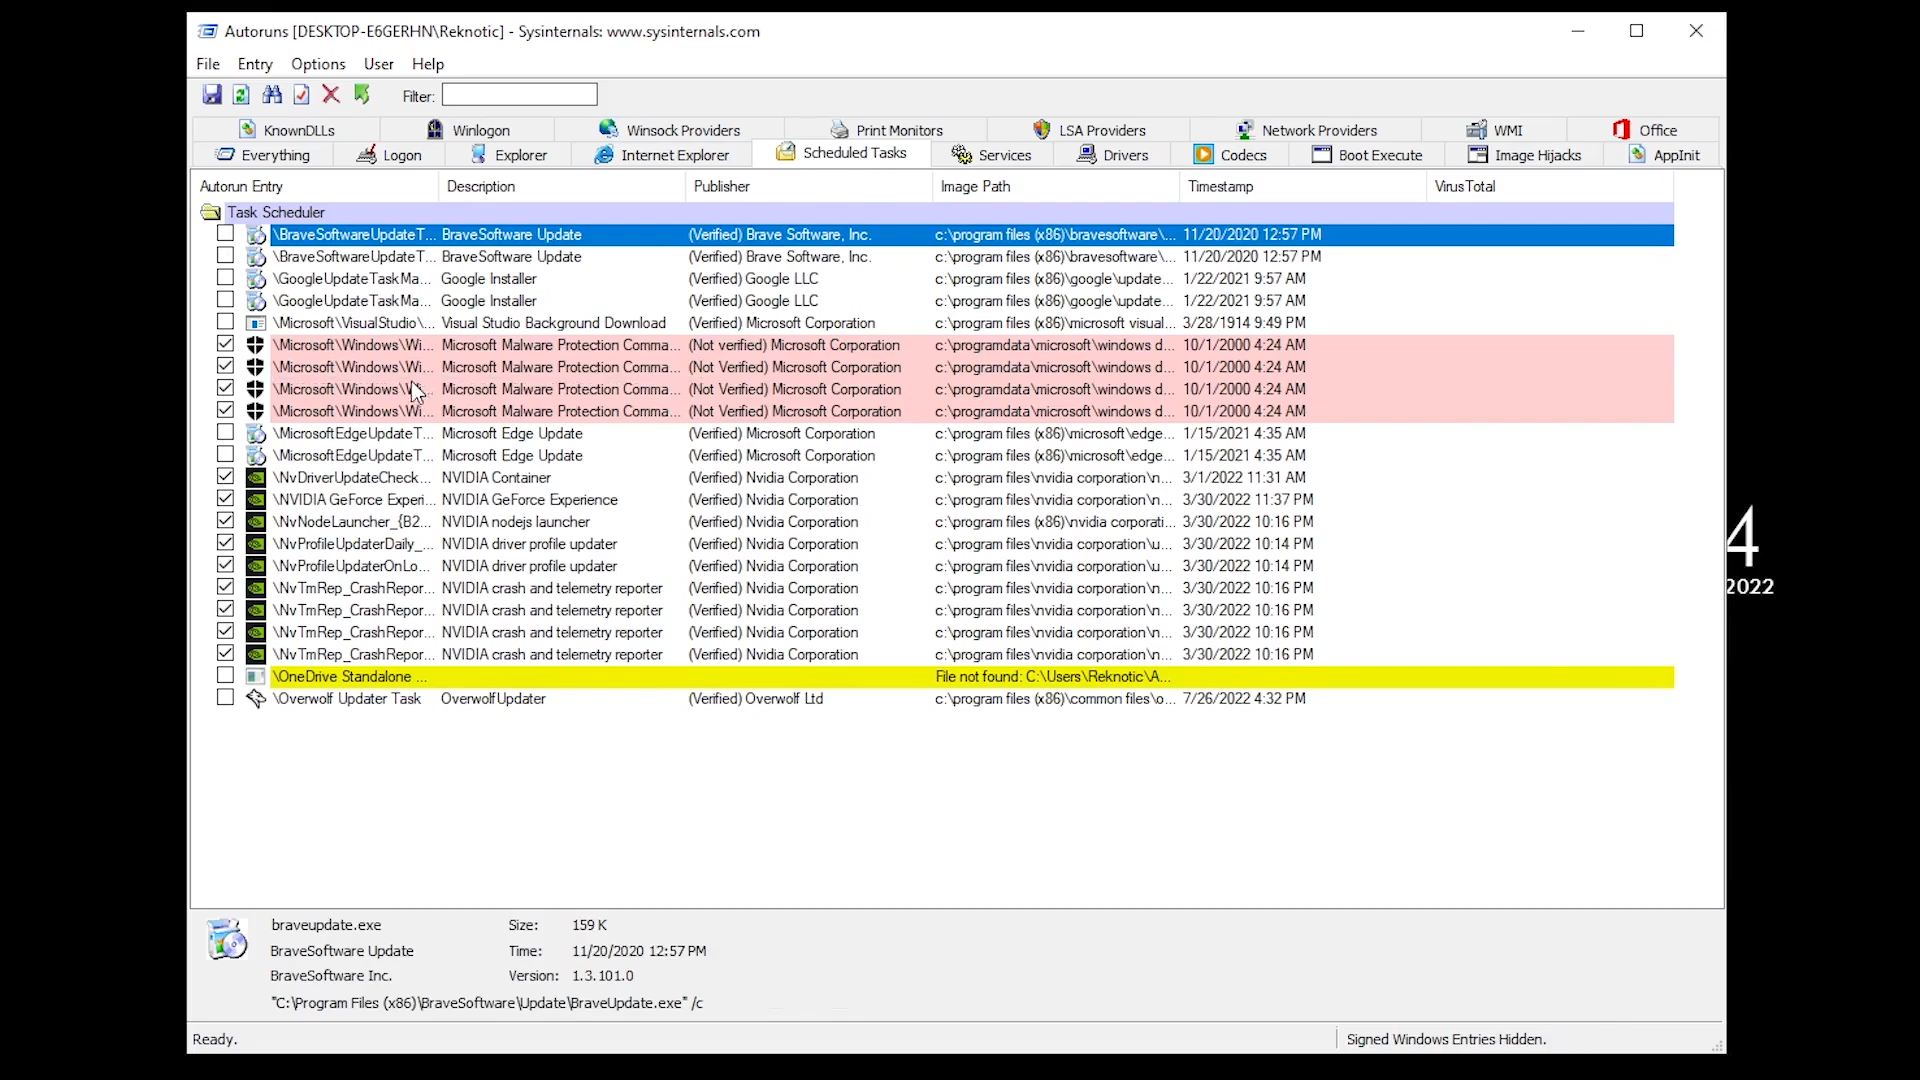 Autoruns [DESKTOP-E6GERHN\Reknotic] - Sysinternals: www.sysinternals.com
File Entry Options User Help
Filter:
KnownDLLs Winlogon Winsock Providers Print Monitors LSA Providers Network Providers WMI Office
Everything Logon Explorer Internet Explorer Scheduled Tasks Services Drivers Codecs Boot Execute Image Hijacks AppInit
Autorun Entry Description Publisher Image Path Timestamp VirusTotal
Task Scheduler
\BraveSoftwareUpdateT... BraveSoftware Update (Verified) Brave Software, Inc. c:\program files (x86)\bravesoftware\... 11/20/2020 12:57 PM
\BraveSoftwareUpdateT... BraveSoftware Update (Verified) Brave Software, Inc. c:\program files (x86)\bravesoftware\... 11/20/2020 12:57 PM
\GoogleUpdateTaskMa... Google Installer (Verified) Google LLC c:\program files (x86)\google\update... 1/22/2021 9:57 AM
\GoogleUpdateTaskMa... Google Installer (Verified) Google LLC c:\program files (x86)\google\update... 1/22/2021 9:57 AM
\Microsoft\VisualStudio\... Visual Studio Background Download (Verified) Microsoft Corporation c:\program files (x86)\microsoft visual... 3/28/1914 9:49 PM
\Microsoft\Windows\Wi... Microsoft Malware Protection Comma... (Not verified) Microsoft Corporation c:\programdata\microsoft\windows d... 10/1/2000 4:24 AM
\Microsoft\Windows\Wi... Microsoft Malware Protection Comma... (Not Verified) Microsoft Corporation c:\programdata\microsoft\windows d... 10/1/2000 4:24 AM
\Microsoft\Windows\Wi... Microsoft Malware Protection Comma... (Not Verified) Microsoft Corporation c:\programdata\microsoft\windows d... 10/1/2000 4:24 AM
\Microsoft\Windows\Wi... Microsoft Malware Protection Comma... (Not Verified) Microsoft Corporation c:\programdata\microsoft\windows d... 10/1/2000 4:24 AM
\MicrosoftEdgeUpdateT... Microsoft Edge Update (Verified) Microsoft Corporation c:\program files (x86)\microsoft\edge... 1/15/2021 4:35 AM
\MicrosoftEdgeUpdateT... Microsoft Edge Update (Verified) Microsoft Corporation c:\program files (x86)\microsoft\edge... 1/15/2021 4:35 AM
\NvDriverUpdateCheck... NVIDIA Container (Verified) Nvidia Corporation c:\program files\nvidia corporation\n... 3/1/2022 11:31 AM
\NVIDIA GeForce Experi... NVIDIA GeForce Experience (Verified) Nvidia Corporation c:\program files\nvidia corporation\n... 3/30/2022 11:37 PM
\NvNodeLauncher_{B2... NVIDIA nodejs launcher (Verified) Nvidia Corporation c:\program files (x86)\nvidia corporati... 3/30/2022 10:16 PM
\NvProfileUpdaterDaily_... NVIDIA driver profile updater (Verified) Nvidia Corporation c:\program files\nvidia corporation\u... 3/30/2022 10:14 PM
\NvProfileUpdaterOnLo... NVIDIA driver profile updater (Verified) Nvidia Corporation c:\program files\nvidia corporation\u... 3/30/2022 10:14 PM
\NvTmRep_CrashRepor... NVIDIA crash and telemetry reporter (Verified) Nvidia Corporation c:\program files\nvidia corporation\n... 3/30/2022 10:16 PM
\NvTmRep_CrashRepor... NVIDIA crash and telemetry reporter (Verified) Nvidia Corporation c:\program files\nvidia corporation\n... 3/30/2022 10:16 PM
\NvTmRep_CrashRepor... NVIDIA crash and telemetry reporter (Verified) Nvidia Corporation c:\program files\nvidia corporation\n... 3/30/2022 10:16 PM
\NvTmRep_CrashRepor... NVIDIA crash and telemetry reporter (Verified) Nvidia Corporation c:\program files\nvidia corporation\n... 3/30/2022 10:16 PM
\OneDrive Standalone ... File not found: C:\Users\Reknotic\A...
\Overwolf Updater Task OverwolfUpdater (Verified) Overwolf Ltd c:\program files (x86)\common files\o... 7/26/2022 4:32 PM
4
2022
braveupdate.exe Size: 159 K
BraveSoftware Update Time: 11/20/2020 12:57 PM
BraveSoftware Inc. Version: 1.3.101.0
"C:\Program Files (x86)\BraveSoftware\Update\BraveUpdate.exe" /c
Ready. Signed Windows Entries Hidden.